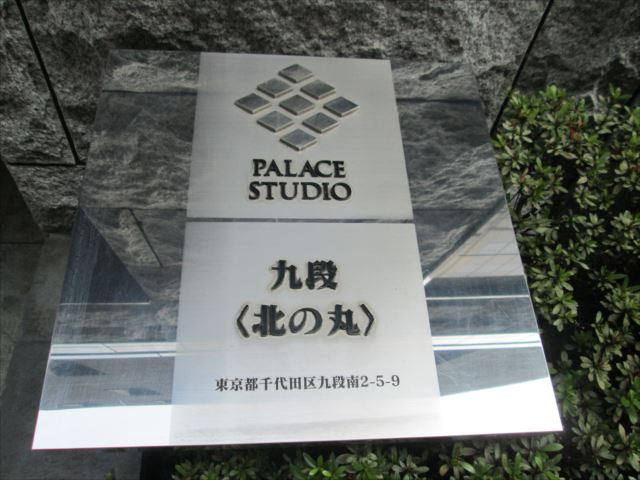 PALACE
STUDIO
九段
〈北の丸〉
東京都千代田区九段南2-5-9